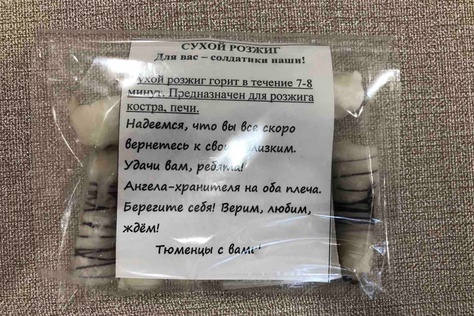 СУХОЙ РОЗЖИГ
Для вас – солдатики наши!
Сухой розжиг горит в течение 7-8
минут. Предназначен для розжига
костра, печи.
Надеемся, что вы все скоро
вернетесь к своим близким.
Удачи вам, ребята!
Ангела-хранителя на оба плеча.
Берегите себя! Верим, любим,
ждём!
Тюменцы с вами!